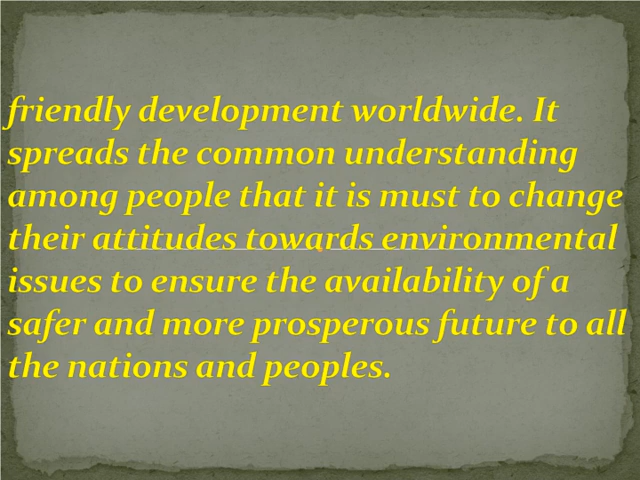 friendly development worldwide. It
spreads the common understanding
among people that it is must to change
their attitudes towards environmental
issues to ensure the availability of a
safer and more prosperous future to all
the nations and peoples.